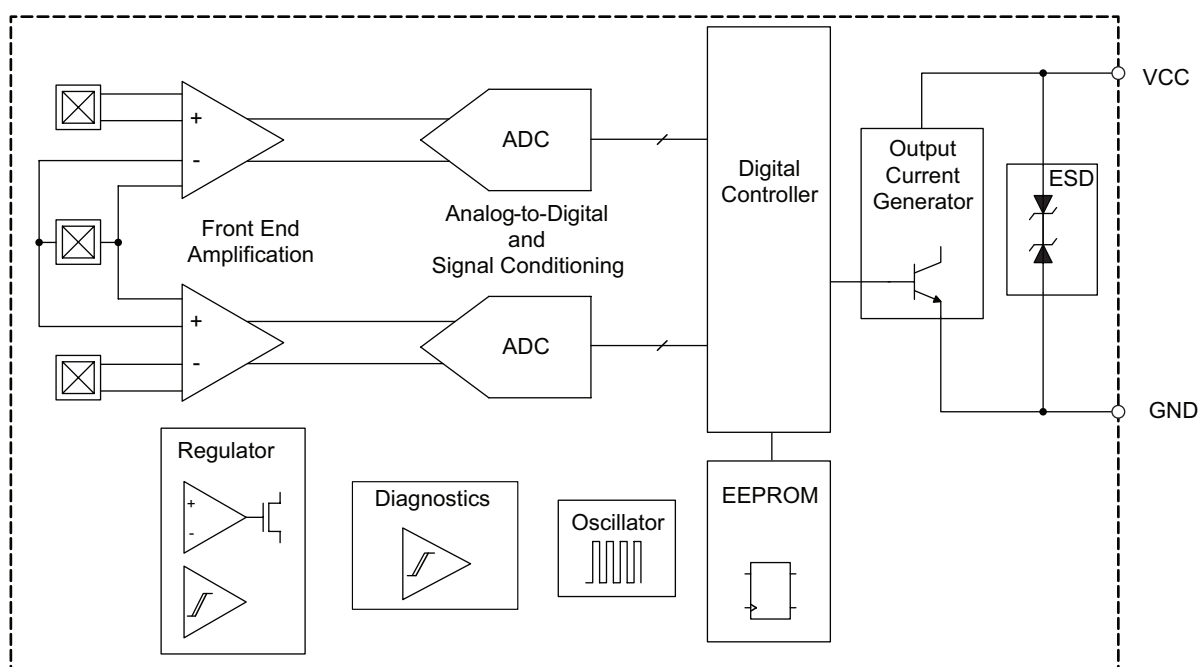 VCC
+
-
ADC
Digital
Controller
Output
Current
Generator
ESD
Front End
Amplification
Analog-to-Digital
and
Signal Conditioning
+
-
ADC
GND
Regulator
+
-
Diagnostics
Oscillator
EEPROM